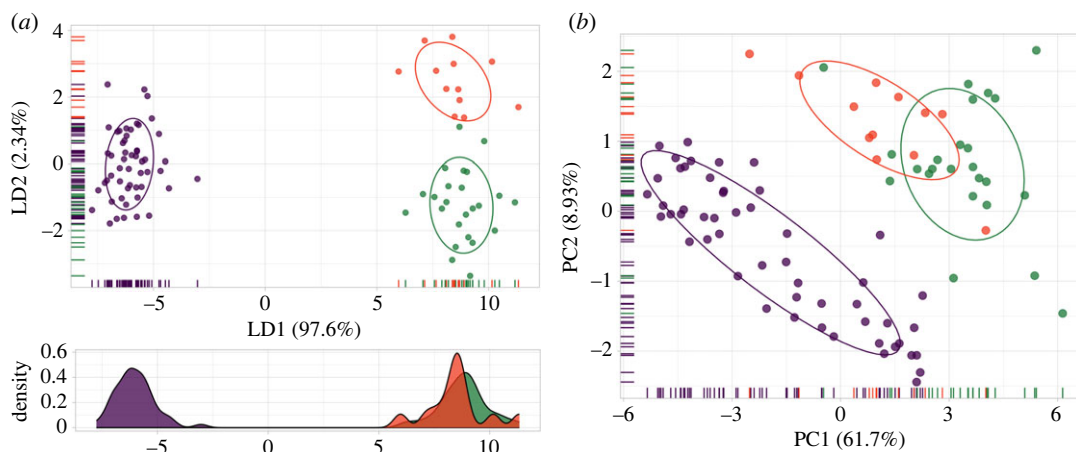 (a)
4
2
0
−2
LD2 (2.34%)
−5 0 5 10
LD1 (97.6%)
0.6
0.4
0.2
0
density
−5 0 5 10
(b)
2
1
0
−1
−2
PC2 (8.93%)
−6 −3 0 3 6
PC1 (61.7%)